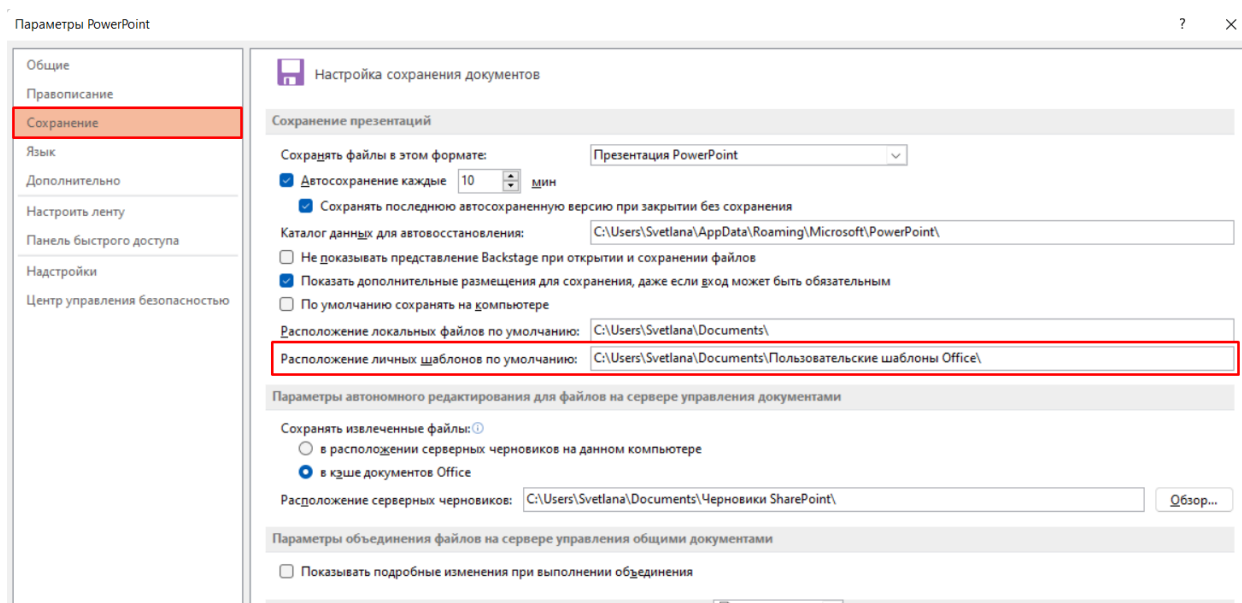 Параметры PowerPoint
?
Общие
Правописание
Сохранение
Язык
Дополнительно
Настроить ленту
Панель быстрого доступа
Надстройки
Центр управления безопасностью
Настройка сохранения документов
Сохранение презентаций
Сохранять файлы в этом формате: Презентация PowerPoint
Автосохранение каждые 10 мин
Сохранять последнюю автосохраненную версию при закрытии без сохранения
Каталог данных для автовосстановления: C:\Users\Svetlana\AppData\Roaming\Microsoft\PowerPoint\
Не показывать представление Backstage при открытии и сохранении файлов
Показать дополнительные размещения для сохранения, даже если вход может быть обязательным
По умолчанию сохранять на компьютере
Расположение локальных файлов по умолчанию: C:\Users\Svetlana\Documents\
Расположение личных шаблонов по умолчанию: C:\Users\Svetlana\Documents\Пользовательские шаблоны Office\
Параметры автономного редактирования для файлов на сервере управления документами
Сохранять извлеченные файлы:
в расположении серверных черновиков на данном компьютере
в кэше документов Office
Расположение серверных черновиков: C:\Users\Svetlana\Documents\Черновики SharePoint\ Обзор...
Параметры объединения файлов на сервере управления общими документами
Показывать подробные изменения при выполнении объединения